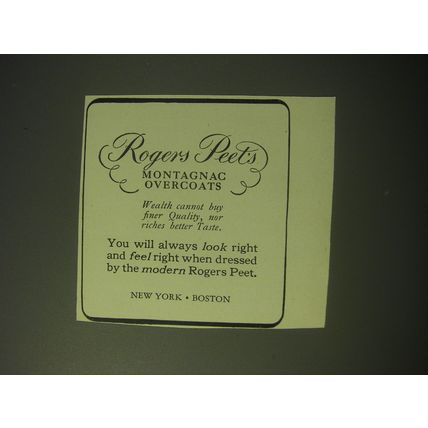 Rogers Peet's
MONTAGNAC
OVERCOATS
Wealth cannot buy
finer Quality, nor
riches better Taste.
You will always look right
and feel right when dressed
by the modern Rogers Peet.
NEW YORK • BOSTON